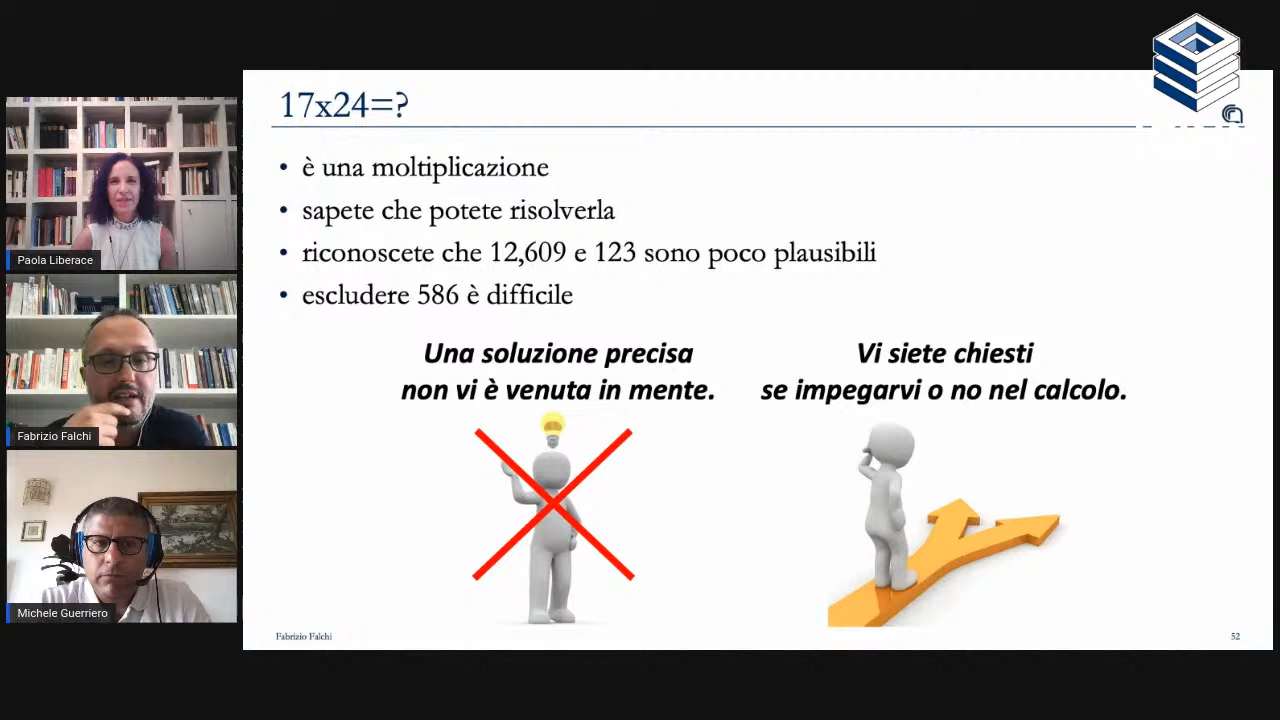 17x24=?
• è una moltiplicazione
• sapete che potete risolverla
• riconoscete che 12,609 e 123 sono poco plausibili
• escludere 586 è difficile
Una soluzione precisa
non vi è venuta in mente.
Vi siete chiesti
se impegarvi o no nel calcolo.
Fabrizio Falchi
52
Paola Liberace
Fabrizio Falchi
Michele Guerriero